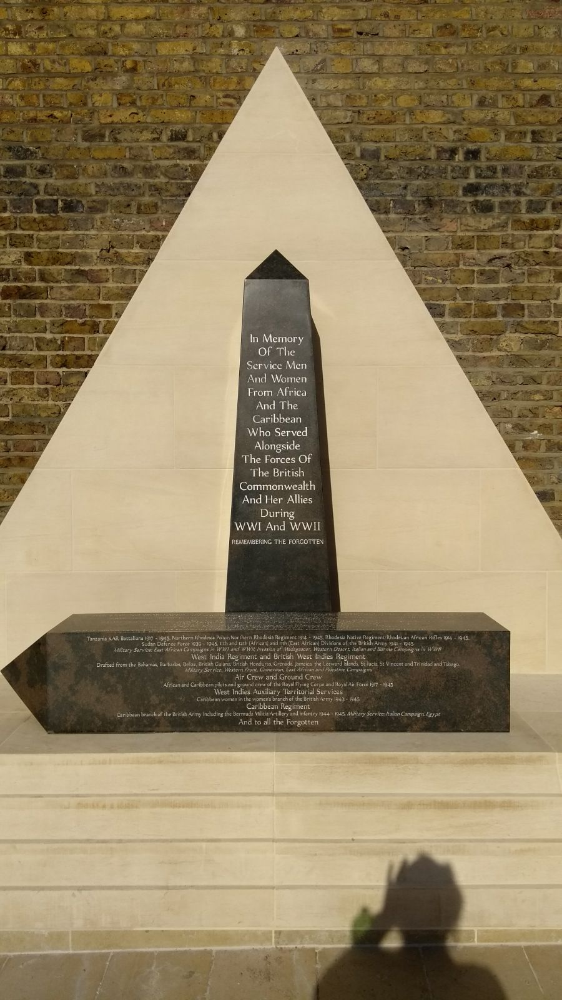 In Memory
Of The
Service Men
And Women
From Africa
And The
Caribbean
Who Served
Alongside
The Forces Of
The British
Commonwealth
And Her Allies
During
WWI And WWII
REMEMBERING THE FORGOTTEN
Tanzania KAR Battalions 1917 - 1945, Northern Rhodesia Police/Northern Rhodesia Regiment 1914 - 1945, Rhodesia Native Regiment/Rhodesian African Rifles 1914 - 1945,
Sudan Defence Force 1939 - 1945, 11th and 12th (African) and 11th (East African) Divisions of the British Army 1941 - 1945.
Military Service: East African Campaigns in WWI and WWII, Invasion of Madagascar, Western Desert, Italian and Burma Campaigns in WWII
West India Regiment and British West Indies Regiment
Drafted from the Bahamas, Barbados, Belize, British Guiana, British Honduras, Grenada, Jamaica, the Leeward Islands, St lucia, St Vincent and Trinidad and Tobago.
Military Service: Western Front, Cameroon, East African and Palestine Campaigns
Air Crew and Ground Crew
African and Caribbean pilots and ground crew of the Royal Flying Corps and Royal Air Force 1917 - 1945
West Indies Auxiliary Territorial Services
Caribbean women in the women's branch of the British Army 1943 - 1945
Caribbean Regiment
Caribbean branch of the British Army Including the Bermuda Militia Artillery and Infantry 1944 - 1945. Military Service: Italian Campaign, Egypt
And to all the Forgotten